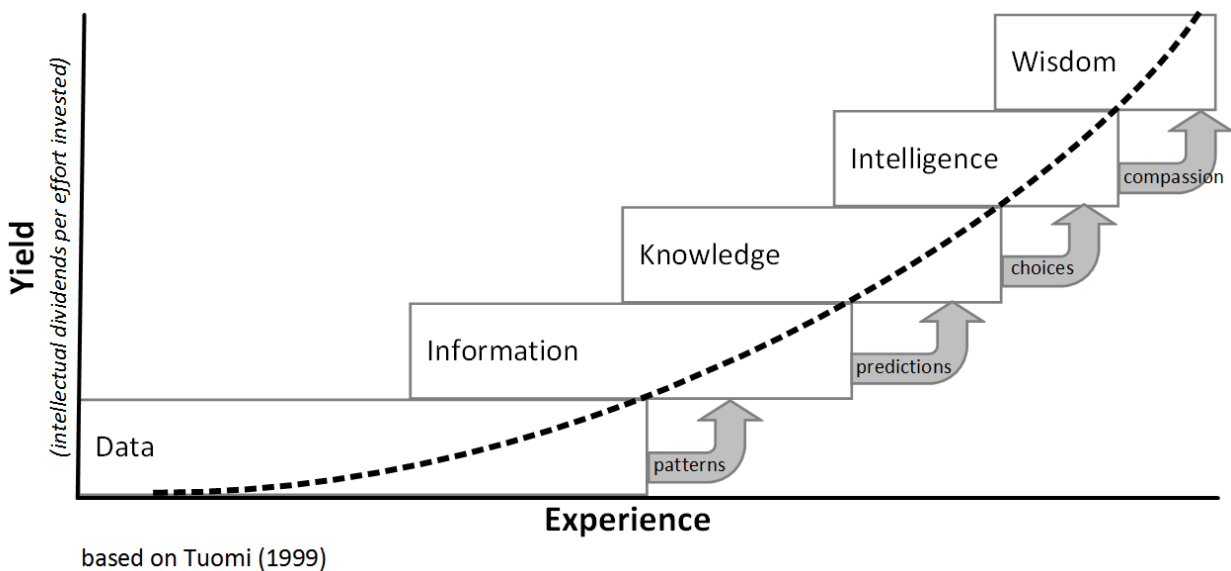 Wisdom
Intelligence
compassion
Knowledge
choices
Information
predictions
Data
patterns
Yield
(intellectual dividends per effort invested)
Experience
based on Tuomi (1999)